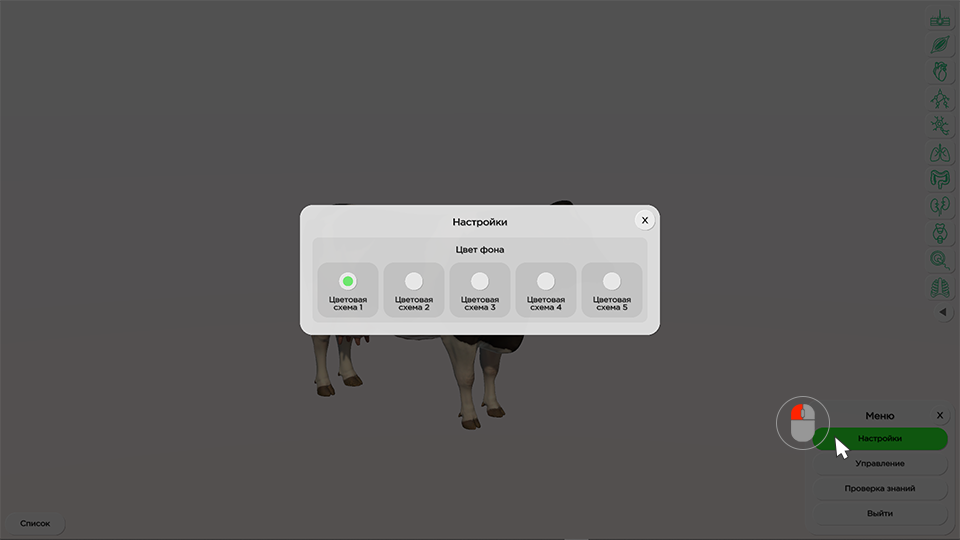 Настройки
X
Цвет фона
Цветовая
схема 1
Цветовая
схема 2
Цветовая
схема 3
Цветовая
схема 4
Цветовая
схема 5
Меню
X
Настройки
Управление
Проверка знаний
Выйти
Список